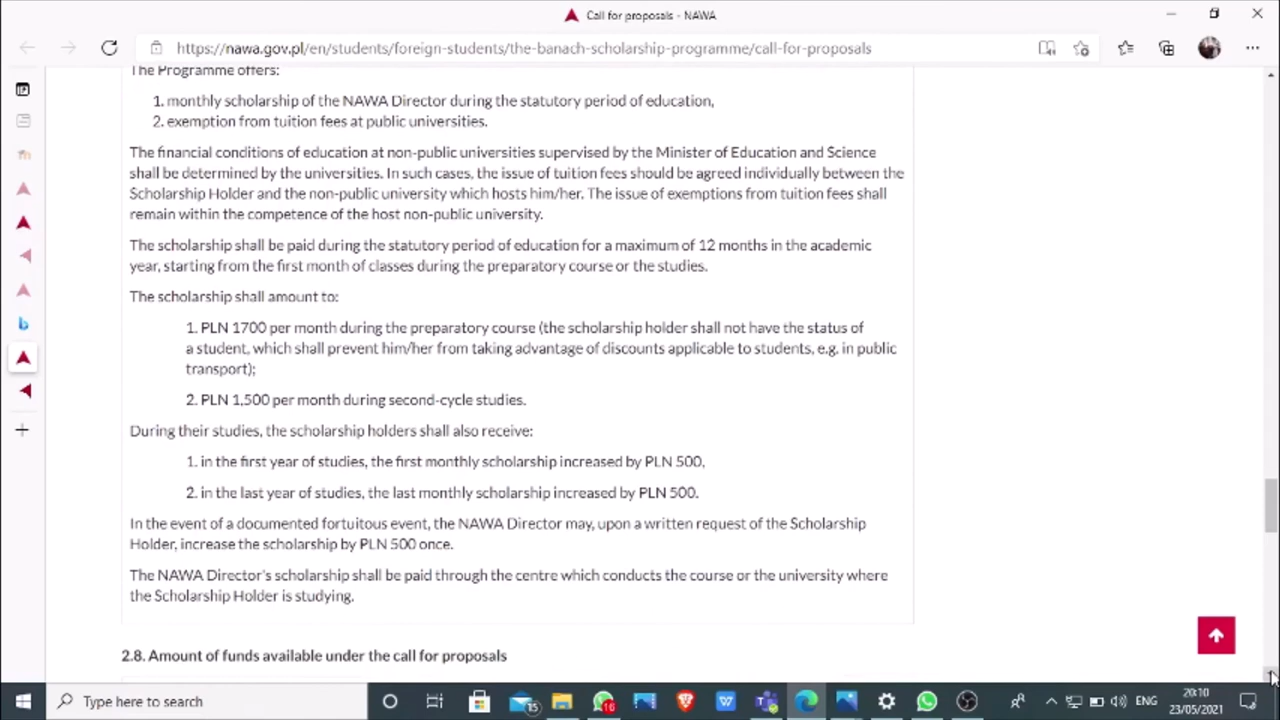 Call for proposals - NAWA
https://nawa.gov.pl/en/students/foreign-students/the-banach-scholarship-programme/call-for-proposals
The Programme offers:
1. monthly scholarship of the NAWA Director during the statutory period of education,
2. exemption from tuition fees at public universities.
The financial conditions of education at non-public universities supervised by the Minister of Education and Science
shall be determined by the universities. In such cases, the issue of tuition fees should be agreed individually between the
Scholarship Holder and the non-public university which hosts him/her. The issue of exemptions from tuition fees shall
remain within the competence of the host non-public university.
The scholarship shall be paid during the statutory period of education for a maximum of 12 months in the academic
year, starting from the first month of classes during the preparatory course or the studies.
The scholarship shall amount to:
1. PLN 1700 per month during the preparatory course (the scholarship holder shall not have the status of
a student, which shall prevent him/her from taking advantage of discounts applicable to students, e.g. in public
transport);
2. PLN 1,500 per month during second-cycle studies.
During their studies, the scholarship holders shall also receive:
1. in the first year of studies, the first monthly scholarship increased by PLN 500,
2. in the last year of studies, the last monthly scholarship increased by PLN 500.
In the event of a documented fortuitous event, the NAWA Director may, upon a written request of the Scholarship
Holder, increase the scholarship by PLN 500 once.
The NAWA Director's scholarship shall be paid through the centre which conducts the course or the university where
the Scholarship Holder is studying.
2.8. Amount of funds available under the call for proposals
Type here to search
15
16
ENG
20:10
23/05/2021